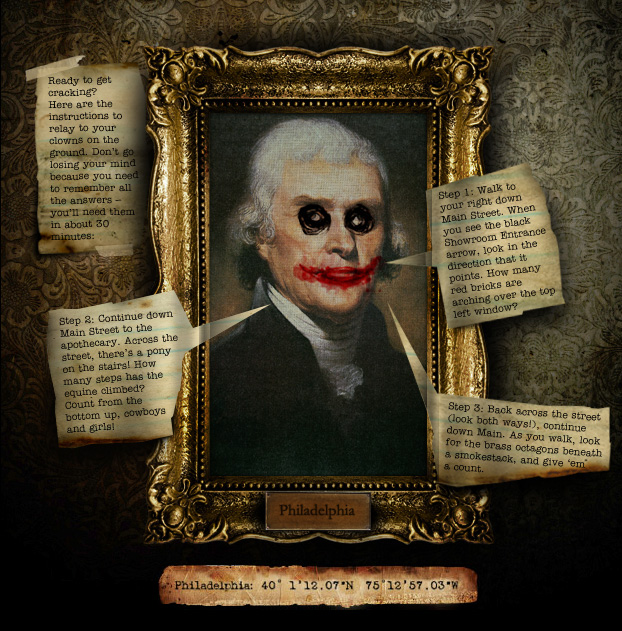 Ready to get
cracking?
Here are the
instructions to
relay to your
clowns on the
ground. Don't go
losing your mind
because you need
to remember all
the answers –
you'll need them
in about 30
minutes:
Step 1: Walk to
your right down
Main Street. When
you see the black
Showroom Entrance
arrow, look in the
direction that it
points. How many
red bricks are
arching over the top
left window?
Step 2: Continue down
Main Street to the
apothecary. Across the
street, there's a pony
on the stairs! How
many steps has the
equine climbed?
Count from the
bottom up, cowboys
and girls!
Step 3: Back across the street
(look both ways!), continue
down Main. As you walk, look
for the brass octagons beneath
a smokestack, and give 'em'
a count.
Philadelphia
Philadelphia: 40° 1'12.07"N 75°12'57.03"W